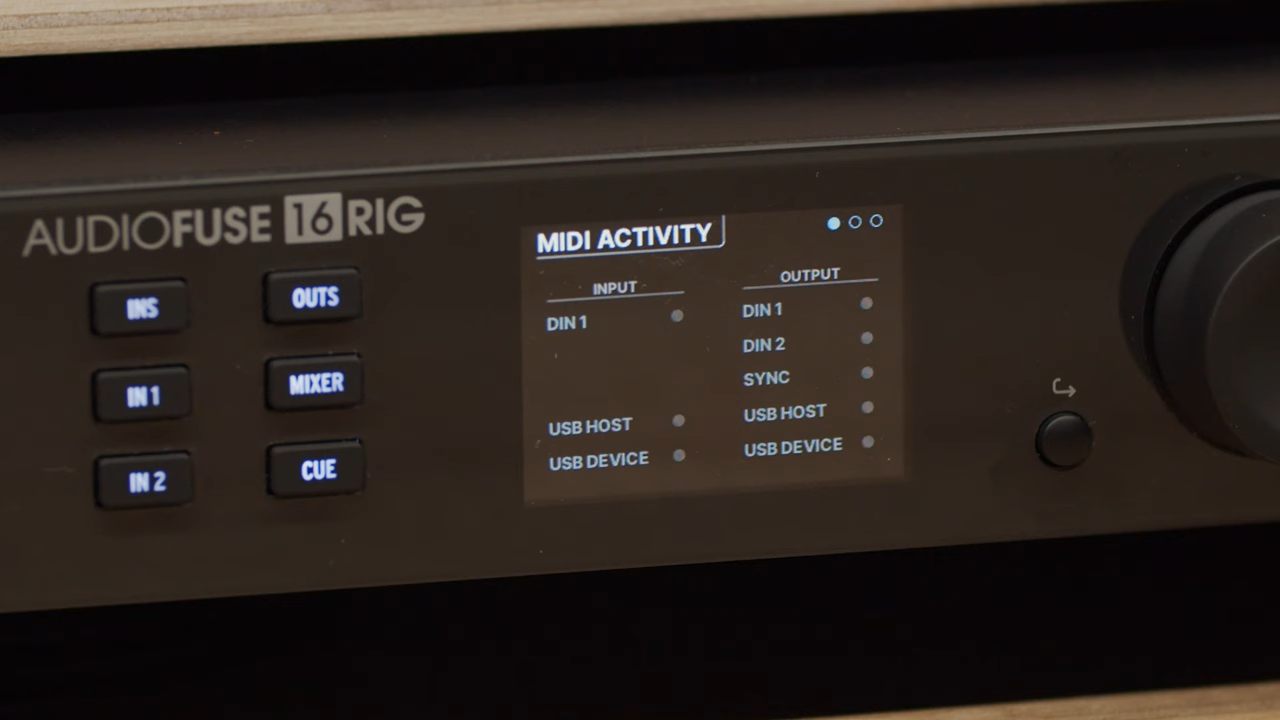 AUDIOFUSE 16RIG
INS
OUTS
IN 1
MIXER
IN 2
CUE
MIDI ACTIVITY
INPUT
DIN 1
USB HOST
USB DEVICE
OUTPUT
DIN 1
DIN 2
SYNC
USB HOST
USB DEVICE